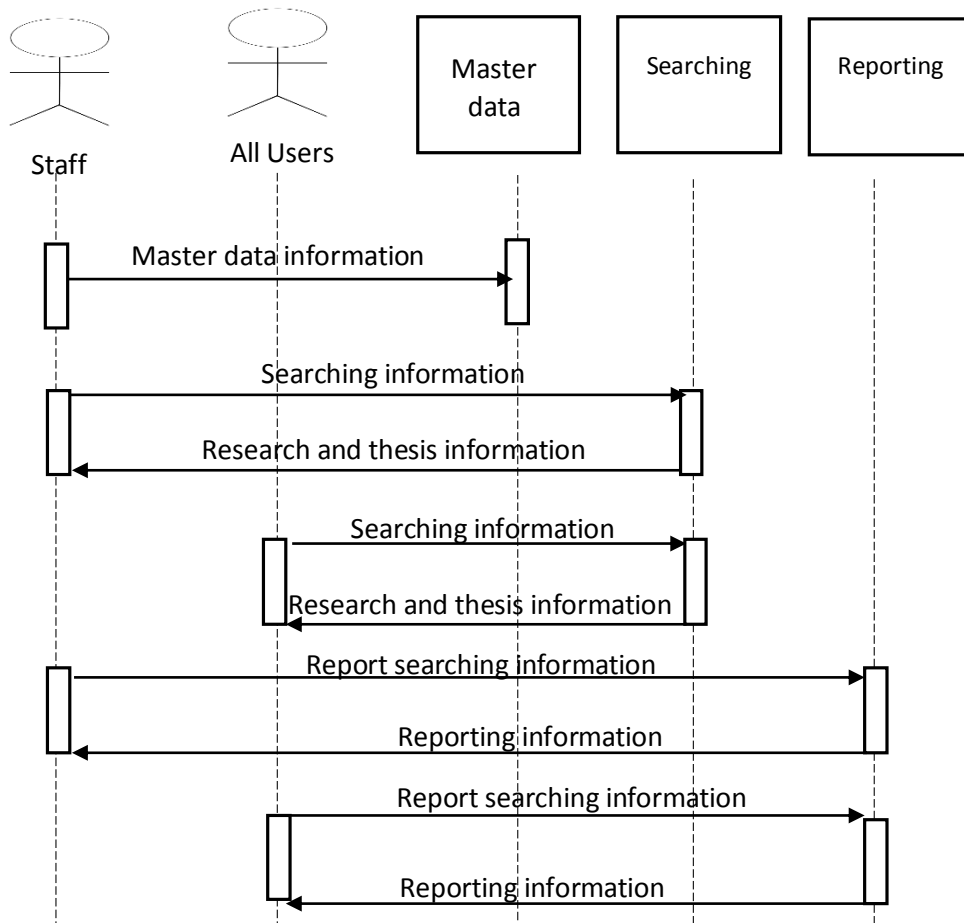 Staff
All Users
Master
data
Searching
Reporting
Master data information
Searching information
Research and thesis information
Searching information
Research and thesis information
Report searching information
Reporting information
Report searching information
Reporting information